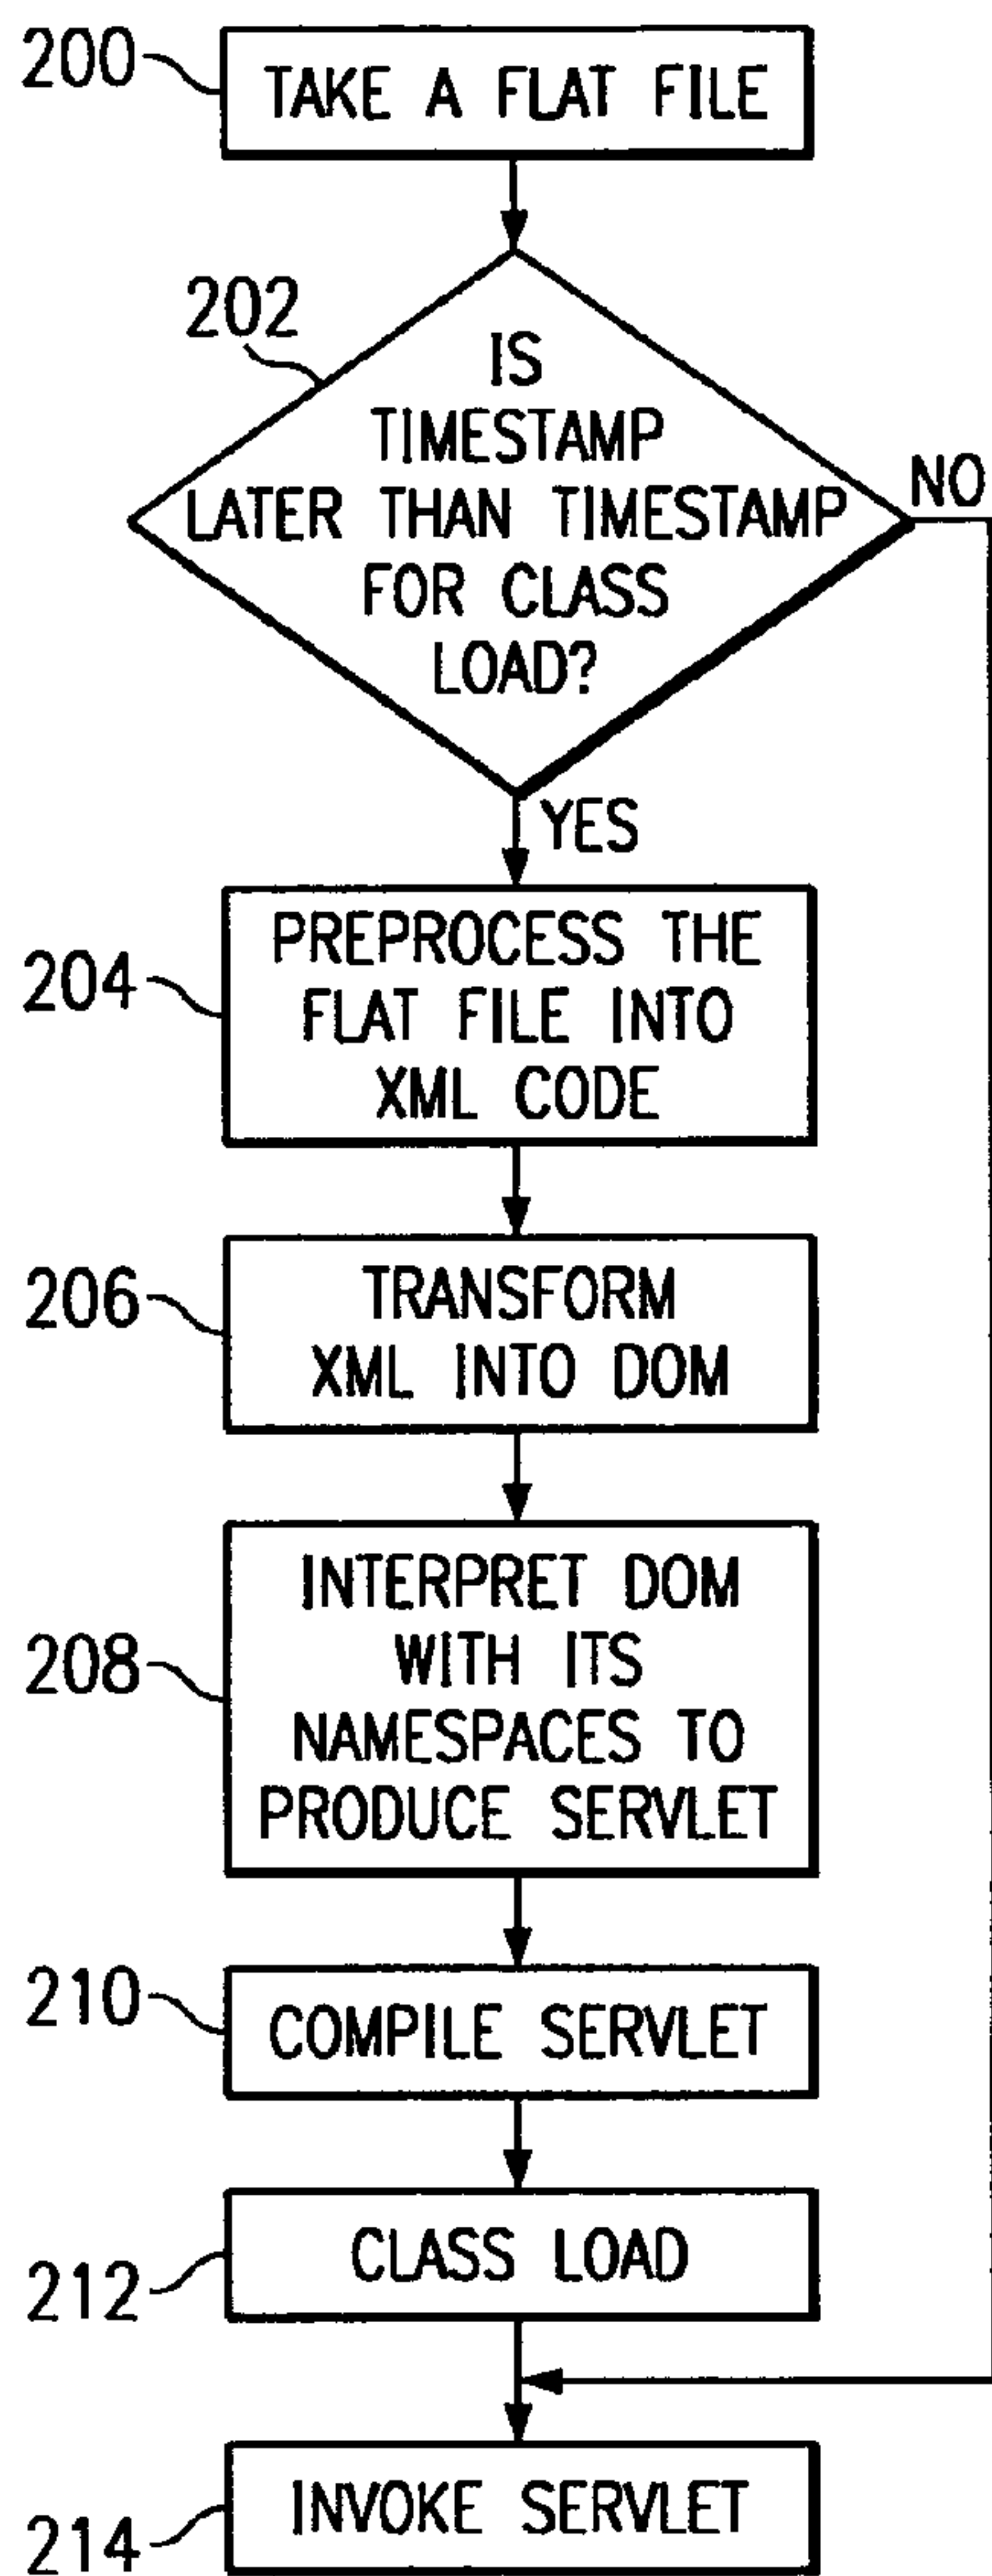 200
TAKE A FLAT FILE
202
IS
TIMESTAMP
LATER THAN TIMESTAMP
FOR CLASS
LOAD?
NO
YES
204
PREPROCESS THE
FLAT FILE INTO
XML CODE
206
TRANSFORM
XML INTO DOM
208
INTERPRET DOM
WITH ITS
NAMESPACES TO
PRODUCE SERVLET
210
COMPILE SERVLET
212
CLASS LOAD
214
INVOKE SERVLET